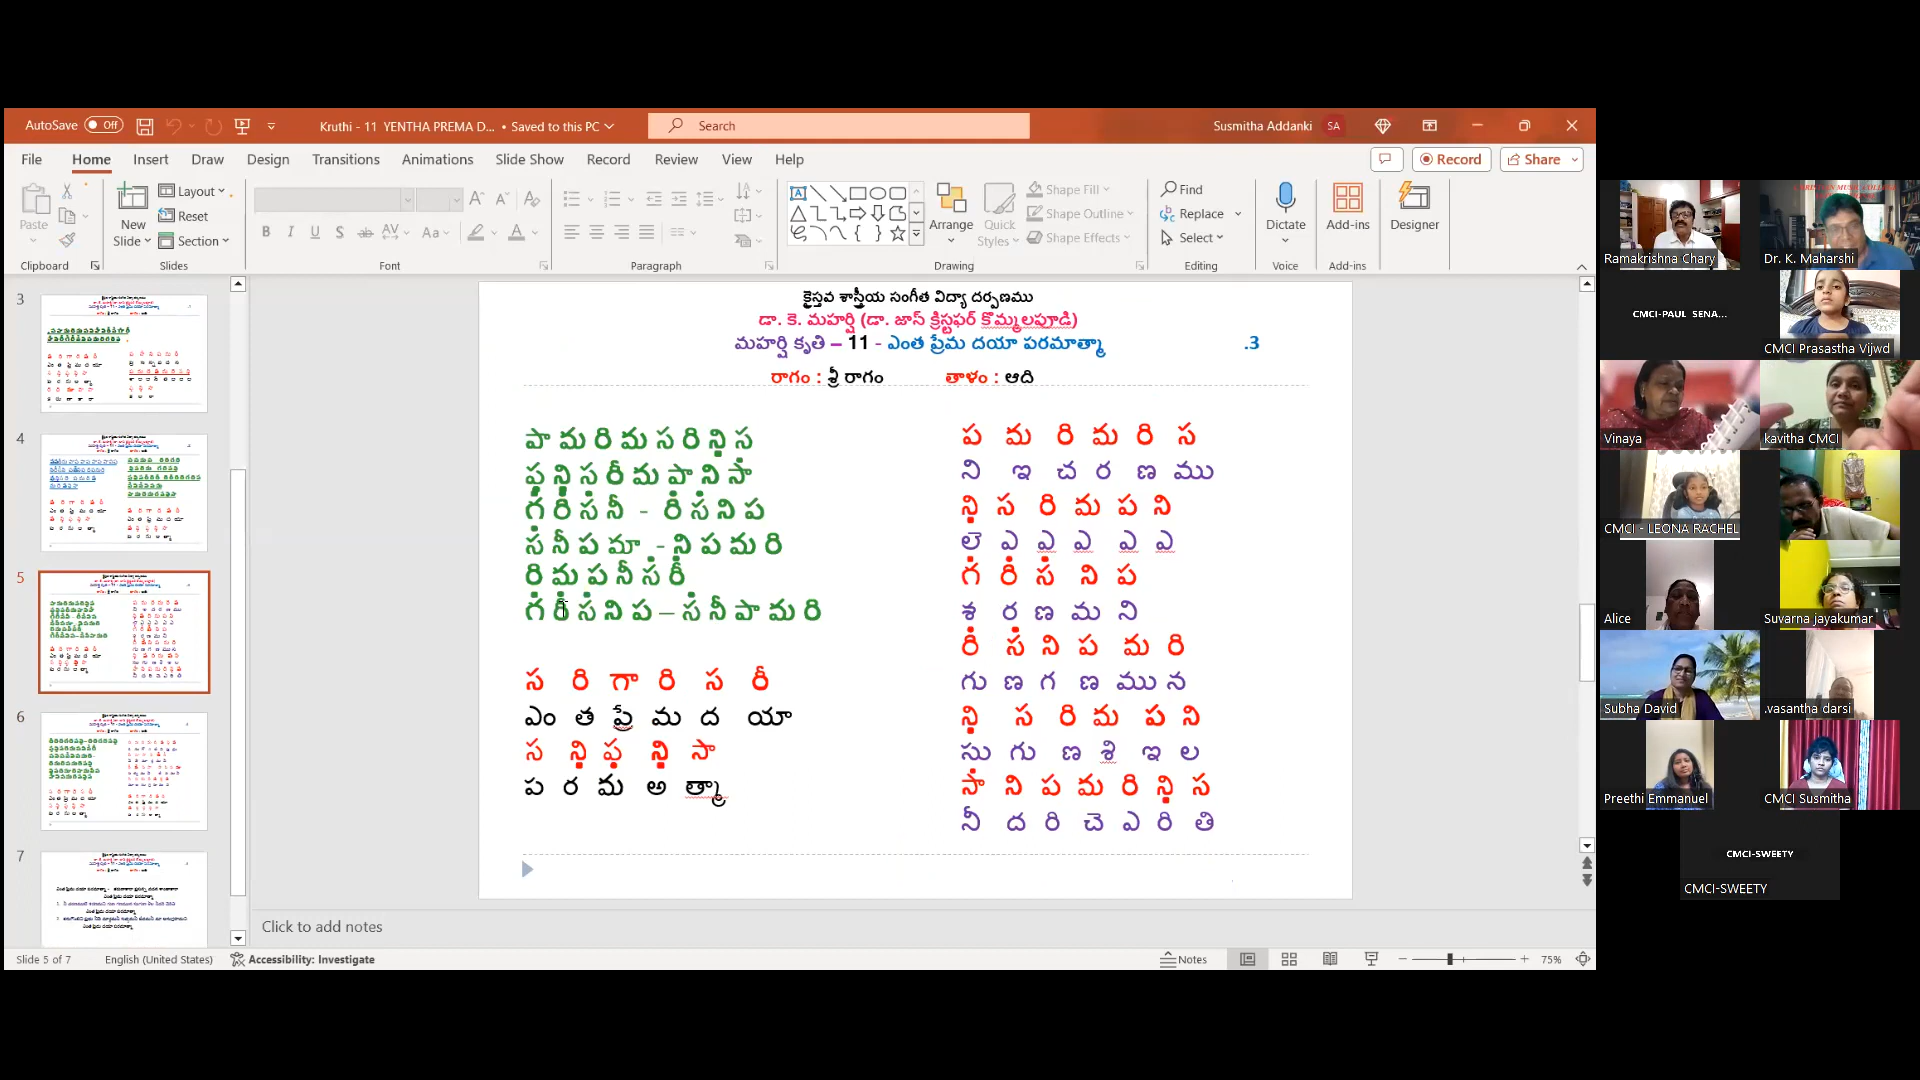 AutoSave Off Kruthi - 11 YENTHA PREMA D... • Saved to this PC Search Susmitha Addanki SA
File Home Insert Draw Design Transitions Animations Slide Show Record Review View Help Record Share
Paste New Slide Layout Reset Section Find Replace Select Arrange Quick Styles Shape Fill Shape Outline Shape Effects Dictate Add-ins Designer
Clipboard Slides Font Paragraph Drawing Editing Voice Add-ins
3
4
5
6
7
క్రైస్తవ శాస్త్రీయ సంగీత విద్యా దర్పణము
డా. కె. మహర్షి (డా. జాన్ క్రిస్టఫర్ కొమ్మలపూడి)
మహర్షి కృతి – 11 - ఎంత ప్రేమ దయా పరమాత్మా .3
రాగం : శ్రీ రాగం తాళం : ఆది
పా మ రి మ స రి ని స
ప ని స రీ మ పా ని సా
గ రీ స నీ - రి స ని ప
స నీ ప మా - ని ప మ రి
రి మ ప నీ స రీ
గ రీ స ని ప – స నీ పా మ రి
స రి గా రి స రీ
ఎం త ప్రే మ ద యా
స ని ప ని సా
ప ర మ అ త్మా
ప మ రి మ రి స
ని ఇ చ ర ణ ము
ని స రి మ ప ని
లె ఎ ఎ ఎ ఎ ఎ
గ రి స ని ప
శ ర ణ మ ని
రి స ని ప మ రి
గు ణ గ ణ ము న
ని స రి మ ప ని
సు గు ణ శి ఇ ల
సా ని ప మ రి ని స
నీ ద రి చె ఎ రి తి
Click to add notes
Slide 5 of 7 English (United States) Accessibility: Investigate Notes 75%
Ramakrishna Chary
Dr. K. Maharshi
CMCI-PAUL SENA...
CMCI Prasastha Vijwd
Vinaya
kavitha CMCI
CMCI - LEONA RACHEL
Alice
Suvarna jayakumar
Subha David
.vasantha darsi
Preethi Emmanuel
CMCI Susmitha
CMCI-SWEETY
CMCI-SWEETY